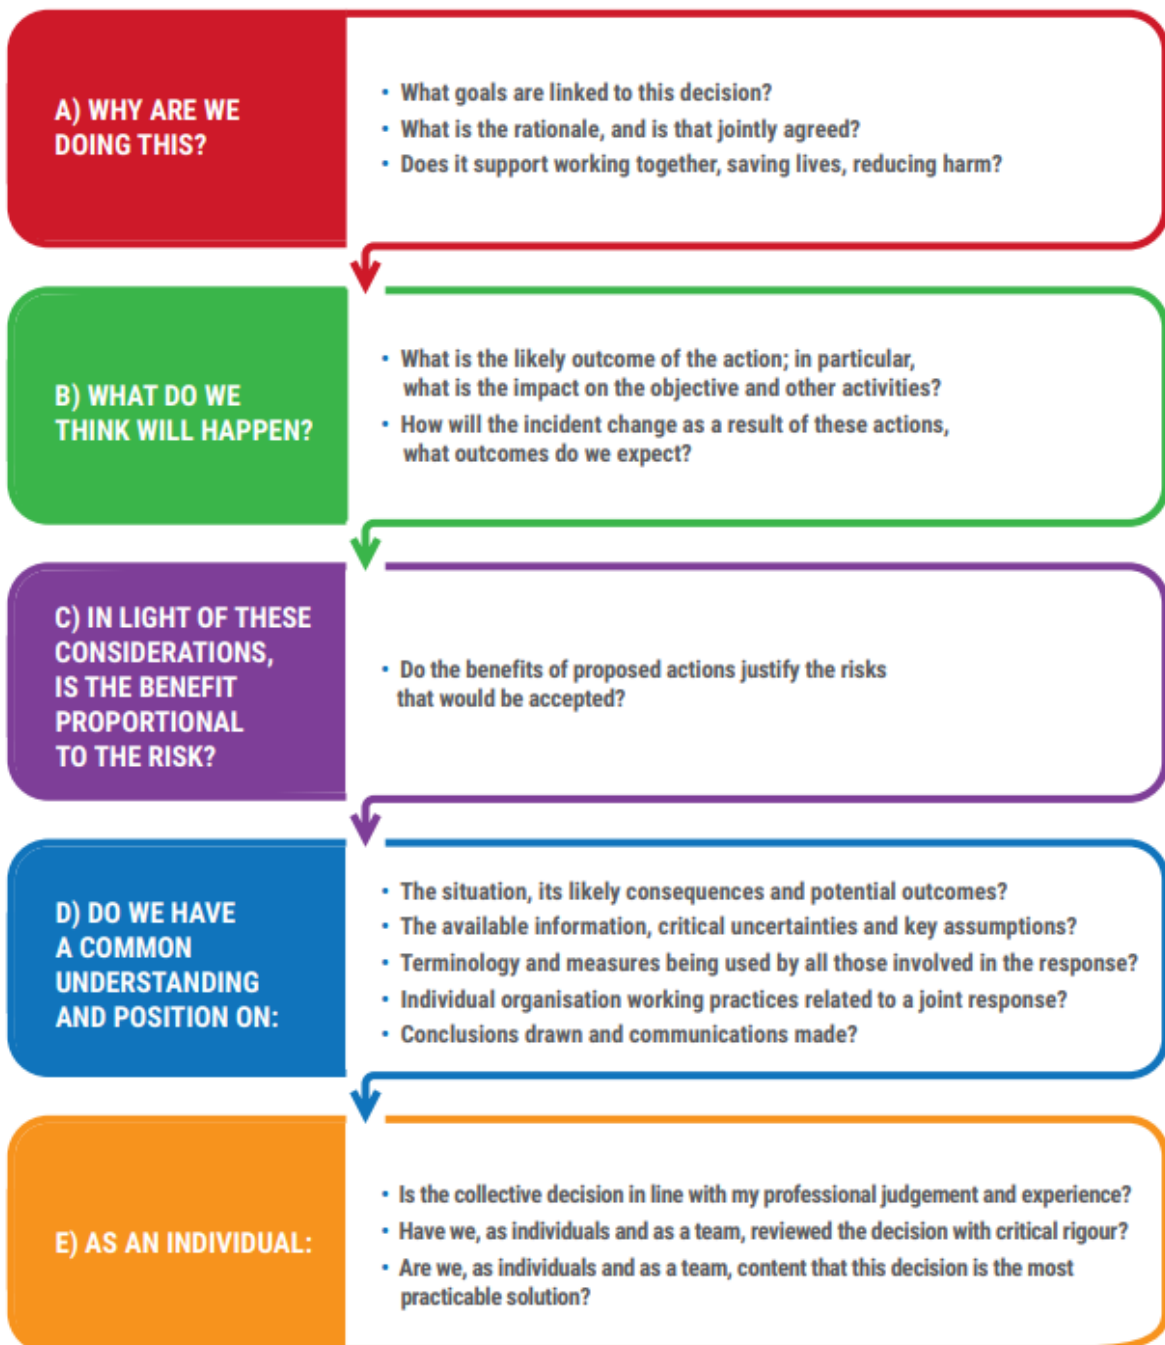 A) WHY ARE WE
DOING THIS?
• What goals are linked to this decision?
• What is the rationale, and is that jointly agreed?
• Does it support working together, saving lives, reducing harm?
B) WHAT DO WE
THINK WILL HAPPEN?
• What is the likely outcome of the action; in particular,
what is the impact on the objective and other activities?
• How will the incident change as a result of these actions,
what outcomes do we expect?
C) IN LIGHT OF THESE
CONSIDERATIONS,
IS THE BENEFIT
PROPORTIONAL
TO THE RISK?
• Do the benefits of proposed actions justify the risks
that would be accepted?
D) DO WE HAVE
A COMMON
UNDERSTANDING
AND POSITION ON:
• The situation, its likely consequences and potential outcomes?
• The available information, critical uncertainties and key assumptions?
• Terminology and measures being used by all those involved in the response?
• Individual organisation working practices related to a joint response?
• Conclusions drawn and communications made?
E) AS AN INDIVIDUAL:
• Is the collective decision in line with my professional judgement and experience?
• Have we, as individuals and as a team, reviewed the decision with critical rigour?
• Are we, as individuals and as a team, content that this decision is the most
practicable solution?